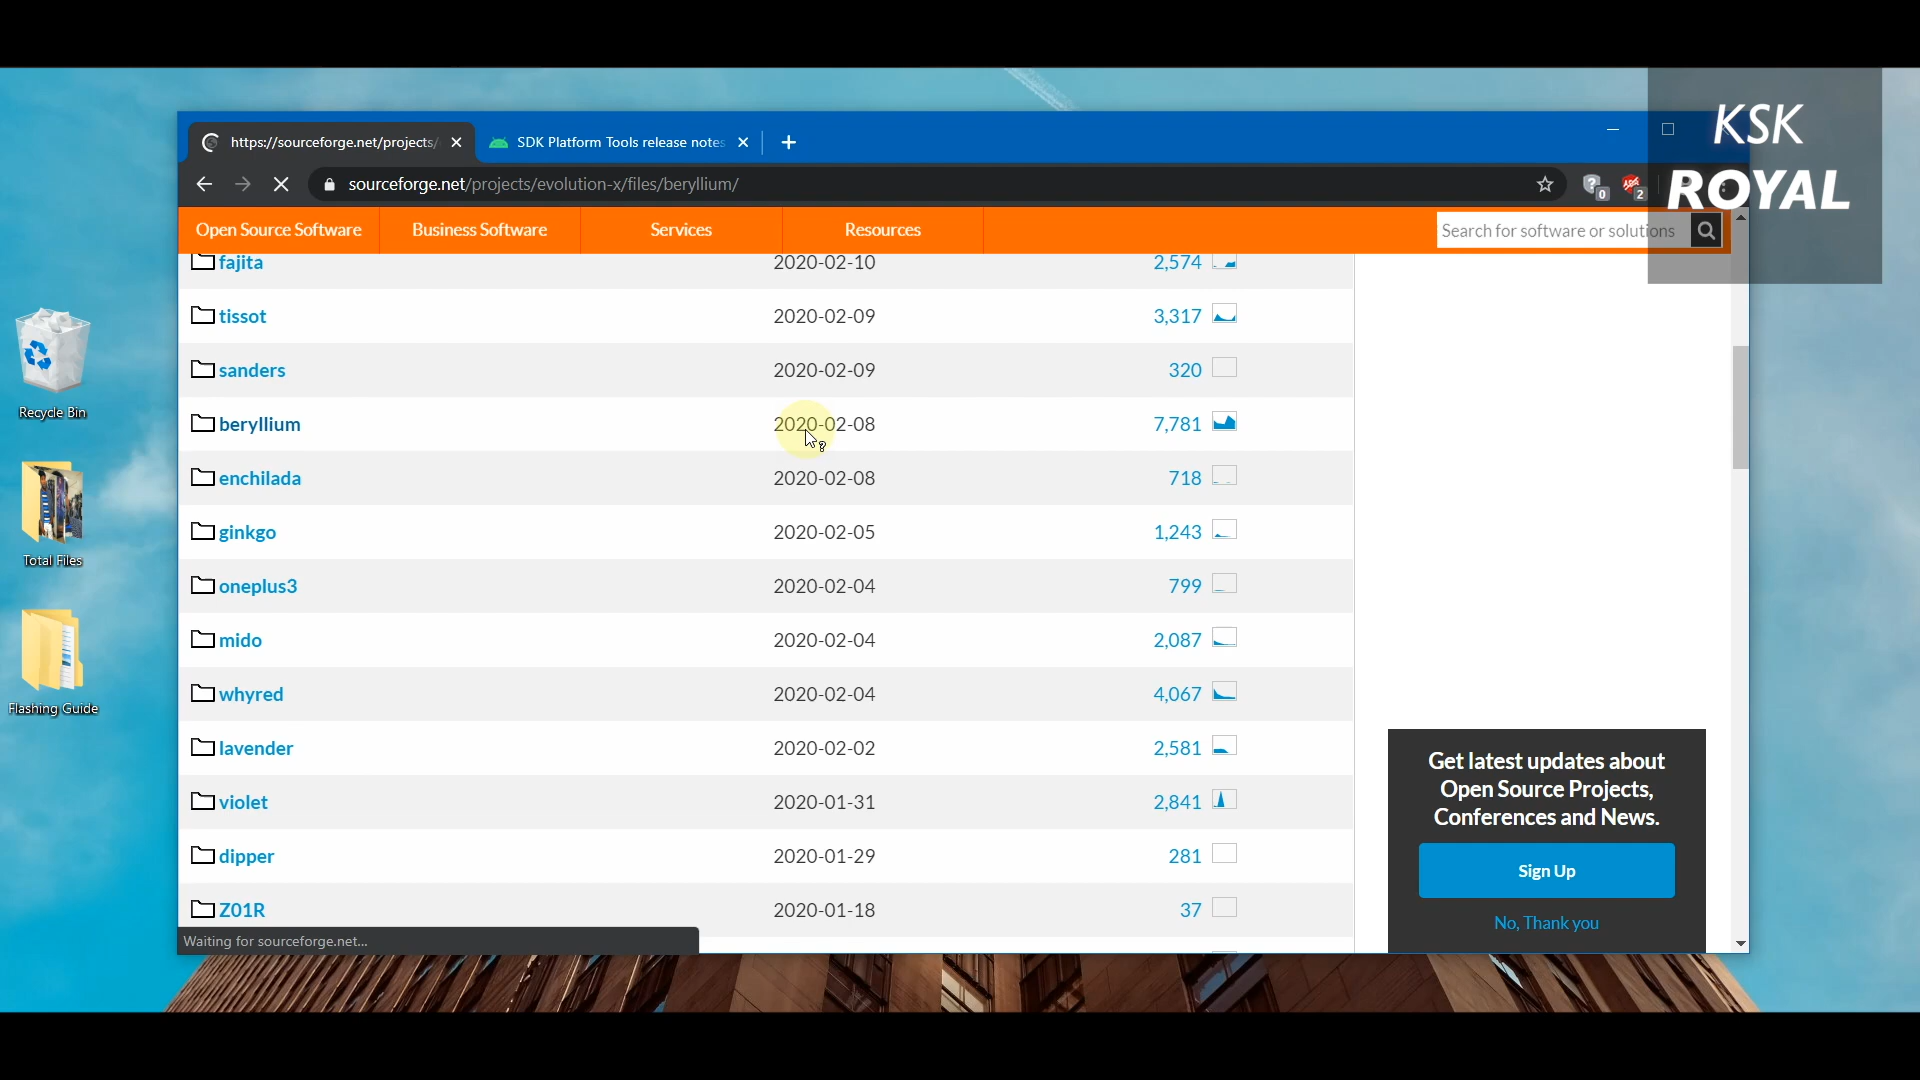 KSK
ROYAL
https://sourceforge.net/projects/
SDK Platform Tools release notes
sourceforge.net/projects/evolution-x/files/beryllium/
0
2
Open Source Software
Business Software
Services
Resources
Search for software or solutions
fajita 2020-02-10 2,574
tissot 2020-02-09 3,317
sanders 2020-02-09 320
beryllium 2020-02-08 7,781
enchilada 2020-02-08 718
ginkgo 2020-02-05 1,243
oneplus3 2020-02-04 799
mido 2020-02-04 2,087
whyred 2020-02-04 4,067
lavender 2020-02-02 2,581
violet 2020-01-31 2,841
dipper 2020-01-29 281
Z01R 2020-01-18 37
Waiting for sourceforge.net...
Get latest updates about
Open Source Projects,
Conferences and News.
Sign Up
No, Thank you
Recycle Bin
Total Files
Flashing Guide